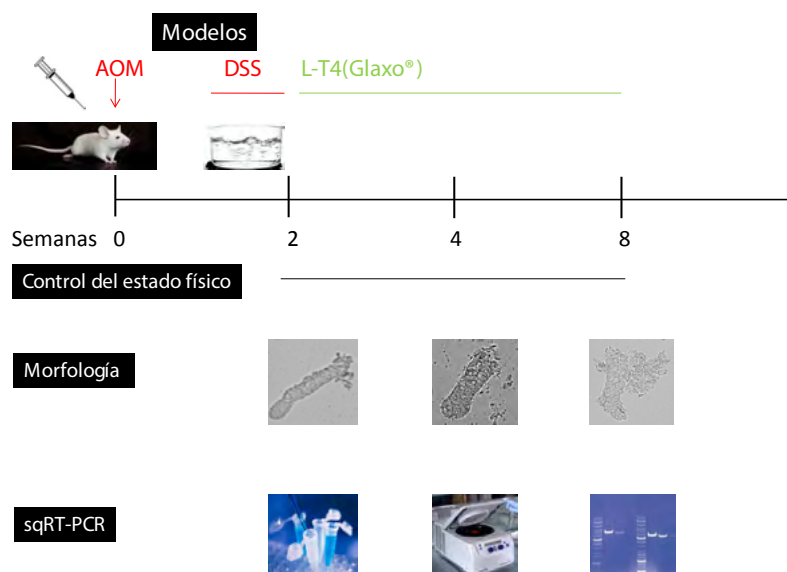 Modelos
AOM DSS L-T4(Glaxo®)
Semanas 0 2 4 8
Control del estado físico
Morfología
sqRT-PCR